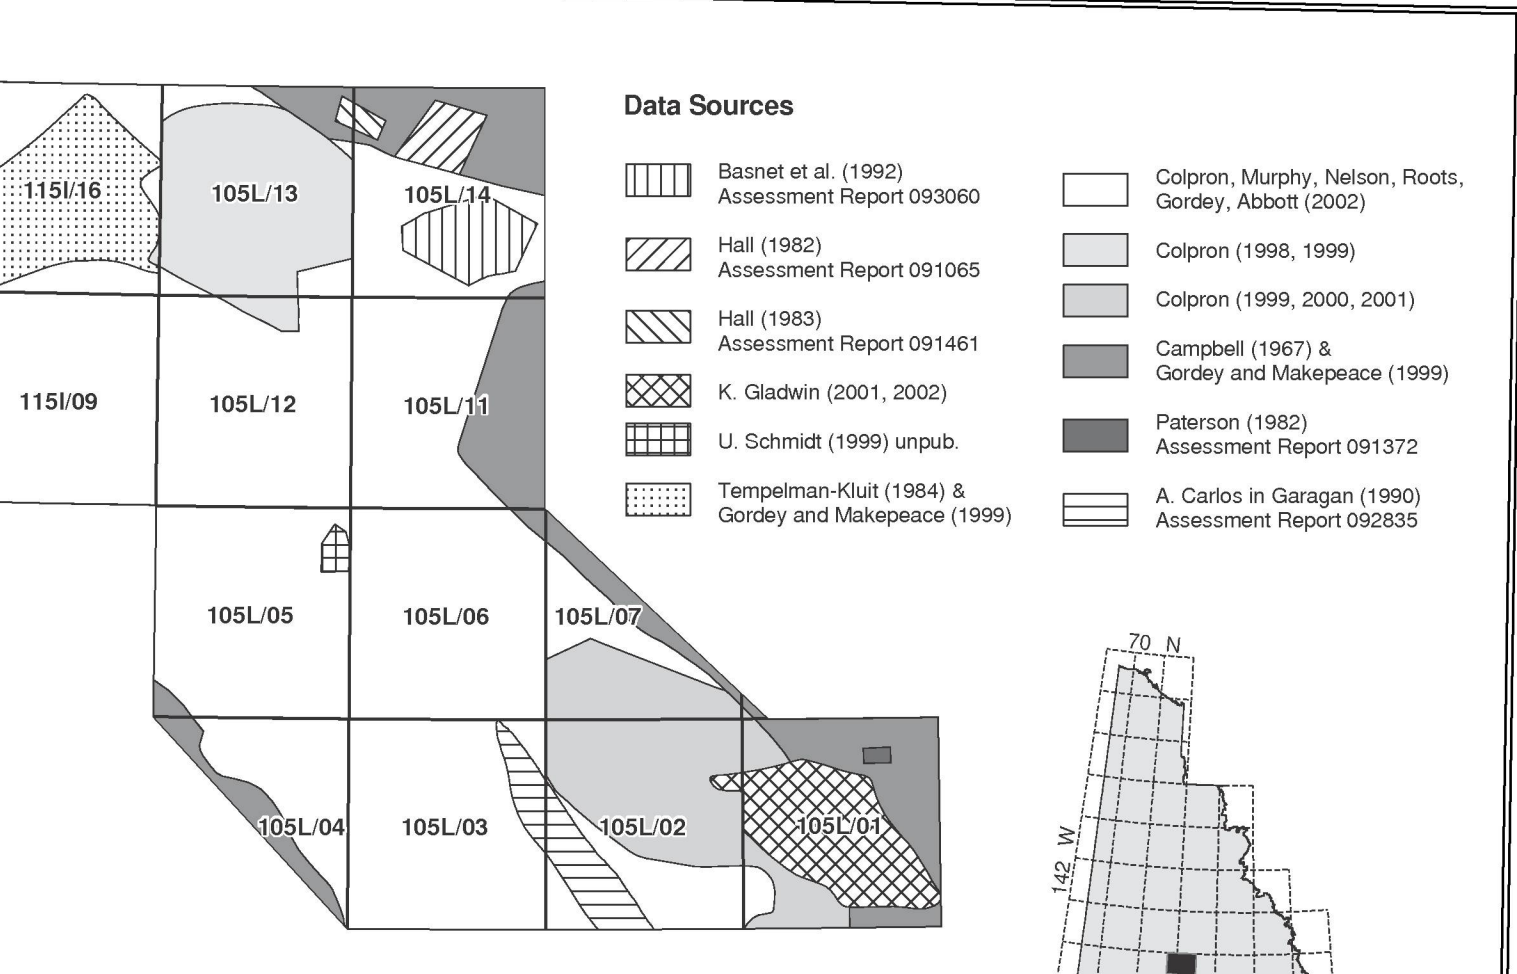 Data Sources
Basnet et al. (1992)
Assessment Report 093060
Hall (1982)
Assessment Report 091065
Hall (1983)
Assessment Report 091461
K. Gladwin (2001, 2002)
U. Schmidt (1999) unpub.
Tempelman-Kluit (1984) &
Gordey and Makepeace (1999)
Colpron, Murphy, Nelson, Roots,
Gordey, Abbott (2002)
Colpron (1998, 1999)
Colpron (1999, 2000, 2001)
Campbell (1967) &
Gordey and Makepeace (1999)
Paterson (1982)
Assessment Report 091372
A. Carlos in Garagan (1990)
Assessment Report 092835
115I/16
105L/13
105L/14
115I/09
105L/12
105L/11
105L/05
105L/06
105L/07
105L/04
105L/03
105L/02
105L/01
70 N
142 W